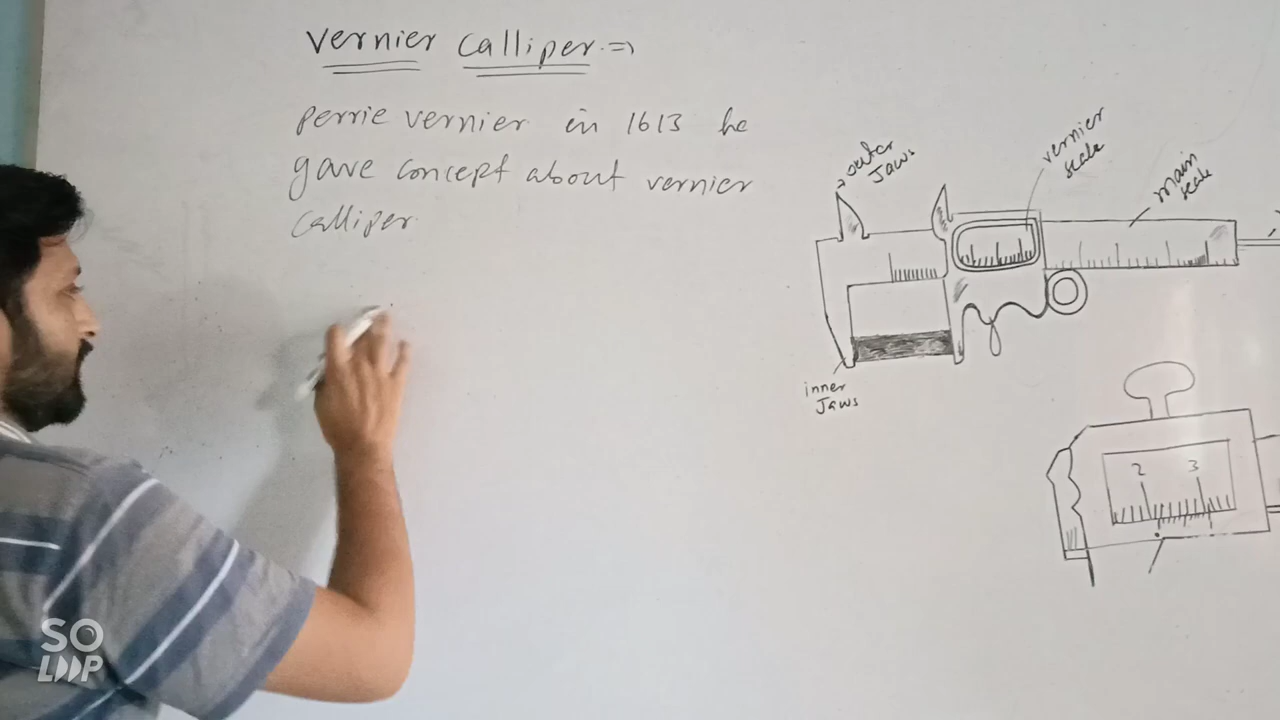 Vernier Calliper.⇒
Perrie vernier in 1613 he
gave concept about vernier
Calliper.
outer
Jaws
vernier
scale
main
scale
inner
Jaws
2 3
SO
LOOP